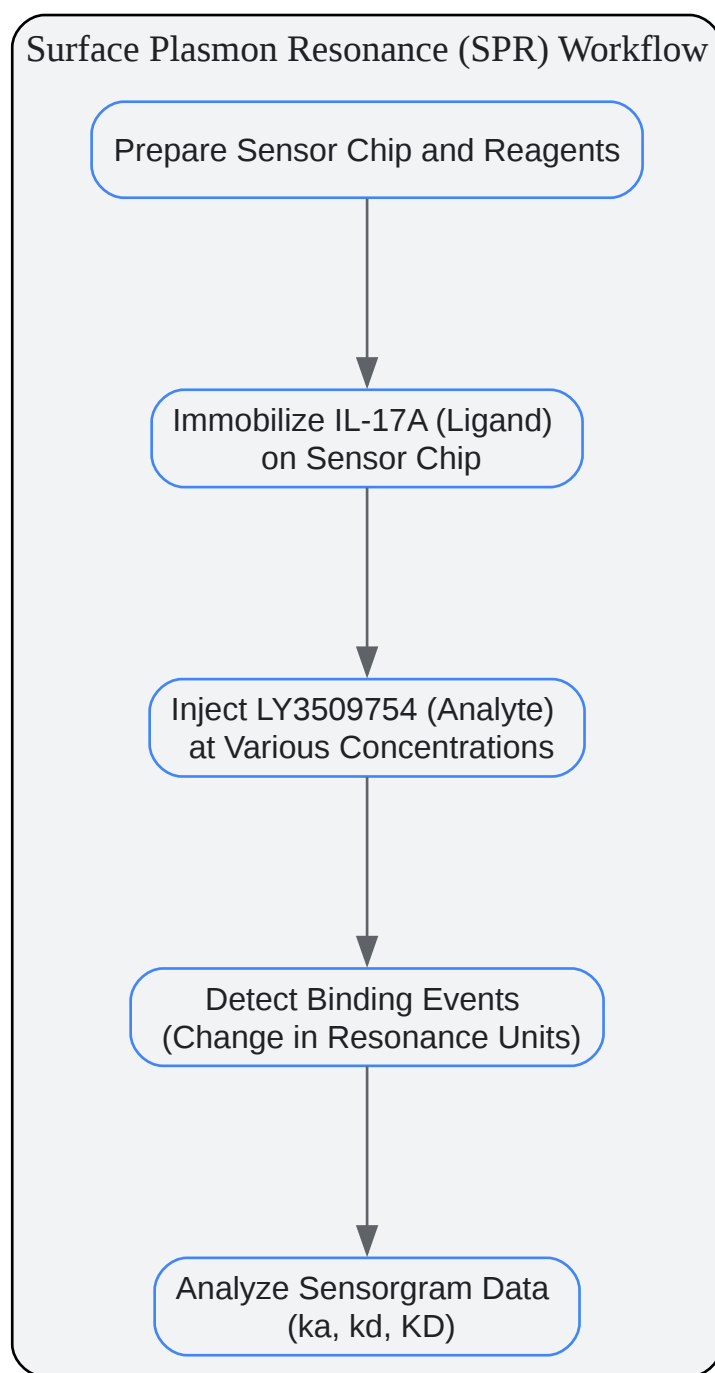 Surface Plasmon Resonance (SPR) Workflow
Prepare Sensor Chip and Reagents
Immobilize IL-17A (Ligand)
on Sensor Chip
Inject LY3509754 (Analyte)
at Various Concentrations
Detect Binding Events
(Change in Resonance Units)
Analyze Sensorgram Data
(ka, kd, KD)